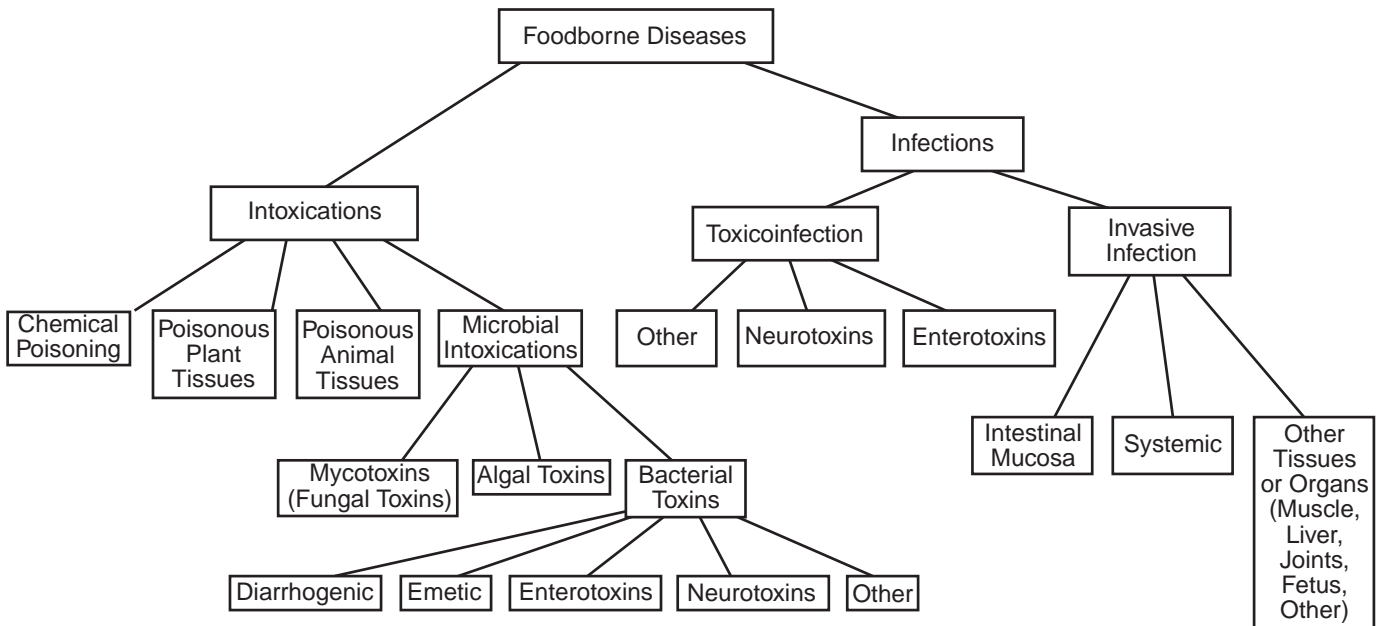 Foodborne Diseases
Infections
Intoxications
Toxicoinfection
Invasive
Infection
Chemical
Poisoning
Poisonous
Plant
Tissues
Poisonous
Animal
Tissues
Microbial
Intoxications
Other
Neurotoxins
Enterotoxins
Intestinal
Mucosa
Systemic
Other
Tissues
or Organs
(Muscle,
Liver,
Joints,
Fetus,
Other)
Mycotoxins
(Fungal Toxins)
Algal Toxins
Bacterial
Toxins
Diarrhogenic
Emetic
Enterotoxins
Neurotoxins
Other